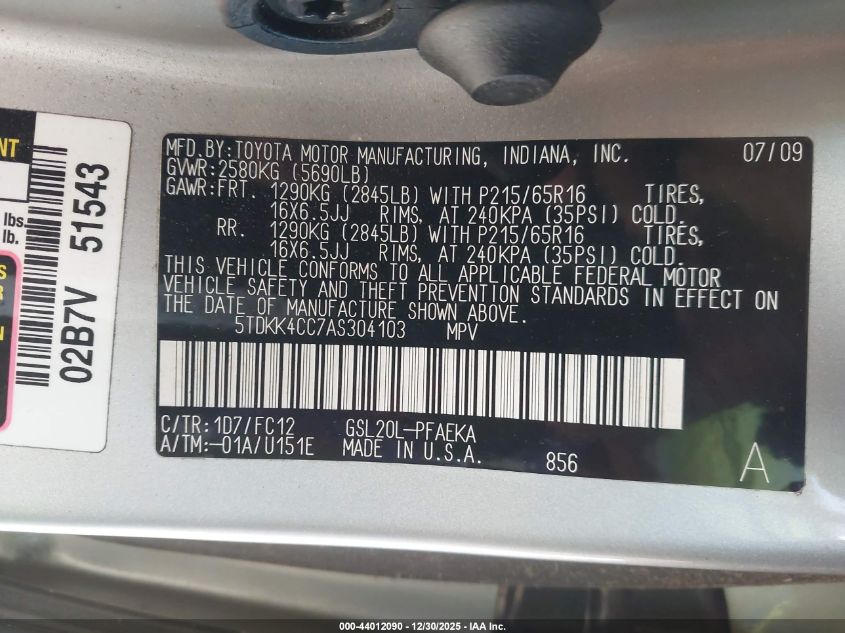 NT
lbs.
lb.
S
R
N
02B7V 51543
MFD.BY:TOYOTA MOTOR MANUFACTURING, INDIANA, INC. 07/09
GVWR:2580KG (5690LB)
GAWR:FRT. 1290KG (2845LB) WITH P215/65R16 TIRES,
16X6.5JJ RIMS, AT 240KPA (35PSI) COLD.
RR. 1290KG (2845LB) WITH P215/65R16 TIRES,
16X6.5JJ RIMS, AT 240KPA (35PSI) COLD.
THIS VEHICLE CONFORMS TO ALL APPLICABLE FEDERAL MOTOR
VEHICLE SAFETY AND THEFT PREVENTION STANDARDS IN EFFECT ON
THE DATE OF MANUFACTURE SHOWN ABOVE.
5TDKK4CC7AS304103 MPV
C/TR:1D7/FC12 GSL20L-PFAEKA
A/TM:-01A/U151E MADE IN U.S.A. 856 A
000-44012090 - 12/30/2025 - IAA Inc.